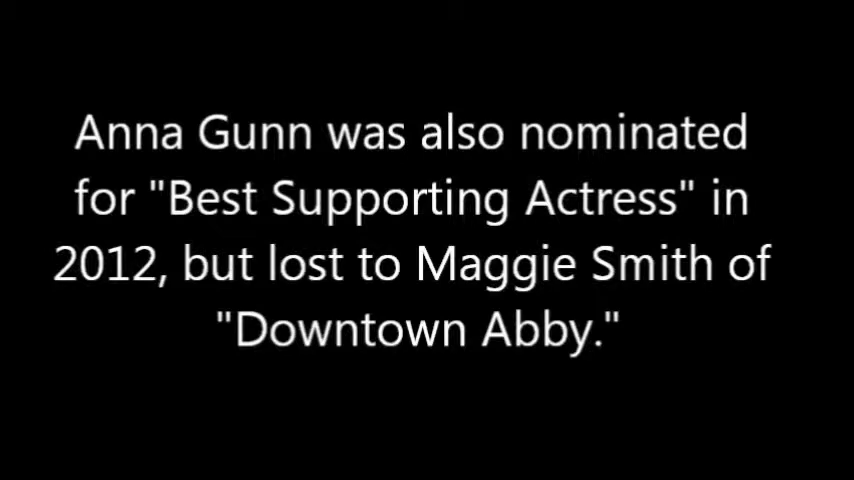 Anna Gunn was also nominated
for "Best Supporting Actress" in
2012, but lost to Maggie Smith of
"Downtown Abby."